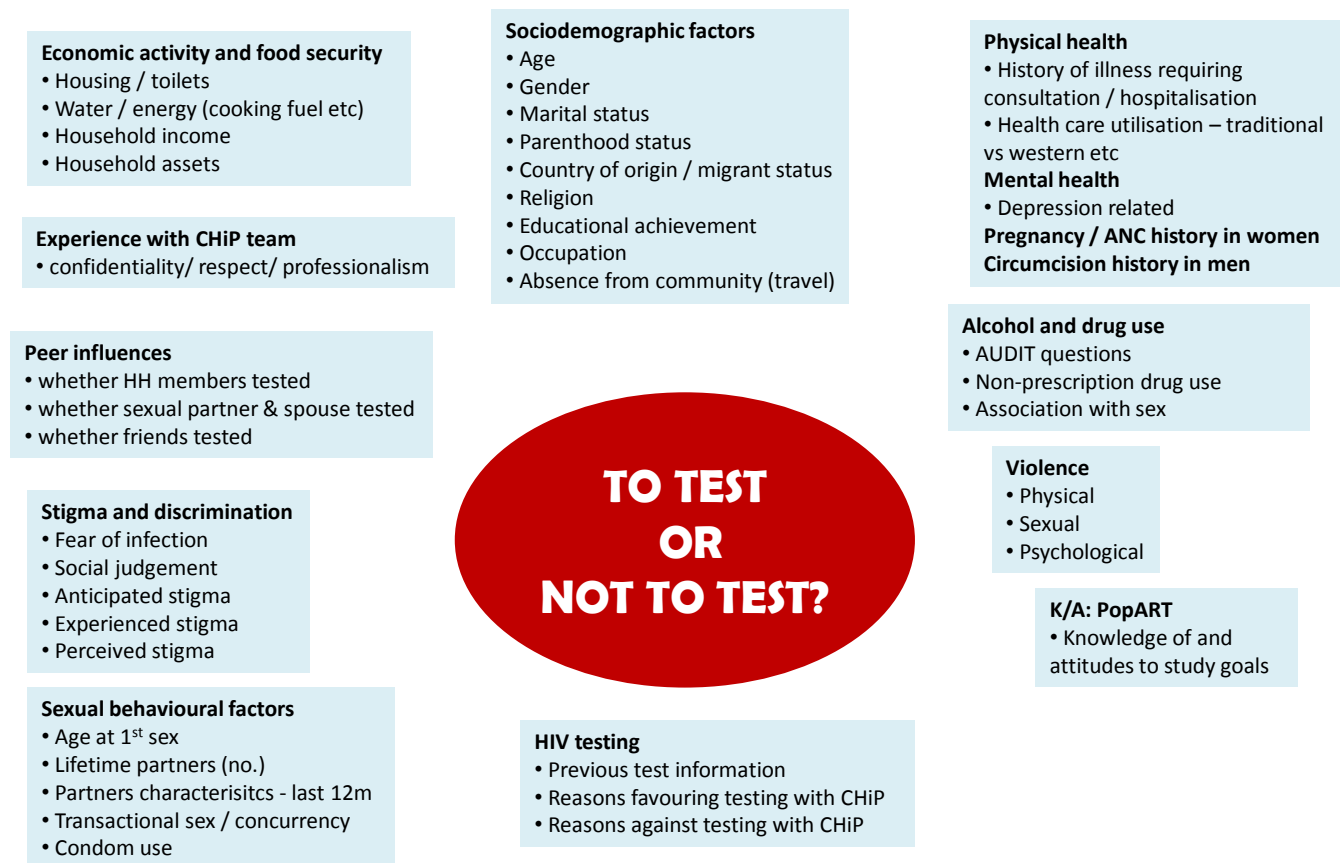 Economic activity and food security
• Housing / toilets
• Water / energy (cooking fuel etc)
• Household income
• Household assets
Experience with CHiP team
• confidentiality/ respect/ professionalism
Peer influences
• whether HH members tested
• whether sexual partner & spouse tested
• whether friends tested
Stigma and discrimination
• Fear of infection
• Social judgement
• Anticipated stigma
• Experienced stigma
• Perceived stigma
Sexual behavioural factors
• Age at 1st sex
• Lifetime partners (no.)
• Partners characterisitcs - last 12m
• Transactional sex / concurrency
• Condom use
Sociodemographic factors
• Age
• Gender
• Marital status
• Parenthood status
• Country of origin / migrant status
• Religion
• Educational achievement
• Occupation
• Absence from community (travel)
TO TEST
OR
NOT TO TEST?
HIV testing
• Previous test information
• Reasons favouring testing with CHiP
• Reasons against testing with CHiP
Physical health
• History of illness requiring
consultation / hospitalisation
• Health care utilisation – traditional
vs western etc
Mental health
• Depression related
Pregnancy / ANC history in women
Circumcision history in men
Alcohol and drug use
• AUDIT questions
• Non-prescription drug use
• Association with sex
Violence
• Physical
• Sexual
• Psychological
K/A: PopART
• Knowledge of and
attitudes to study goals